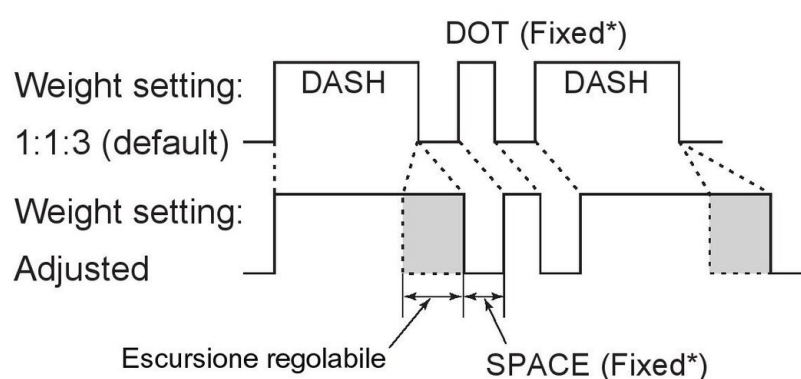 DOT (Fixed*)
Weight setting:
DASH
DASH
1:1:3 (default)
Weight setting:
Adjusted
Escursione regolabile
SPACE (Fixed*)